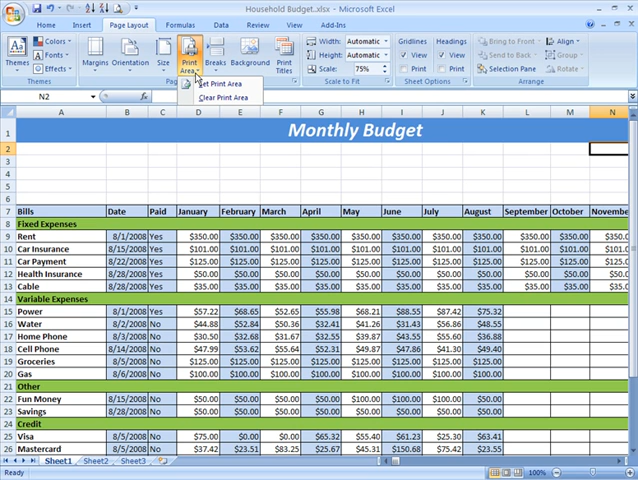 Household Budget.xlsx - Microsoft Excel
Home Insert Page Layout Formulas Data Review View Add-Ins
Colors Width: Automatic Gridlines Headings Bring to Front Align
Themes Fonts Margins Orientation Size Print Area Breaks Background Print Titles Height: Automatic View View Send to Back Group
Effects Scale: 75% Print Print Selection Pane Rotate
Scale to Fit Sheet Options Arrange
Set Print Area
Clear Print Area
N2
A B C D E F G H I J K L M N
1 Monthly Budget
2
3
4
5
6
7 Bills Date Paid January February March April May June July August September October Novembe
8 Fixed Expenses
9 Rent 8/1/2008 Yes $350.00 $350.00 $350.00 $350.00 $350.00 $350.00 $350.00 $350.00 $350.00 $350.00 $350.0
10 Car Insurance 8/15/2008 Yes $101.00 $101.00 $101.00 $101.00 $101.00 $101.00 $101.00 $101.00 $101.00 $101.00 $101.0
11 Car Payment 8/22/2008 Yes $125.00 $125.00 $125.00 $125.00 $125.00 $125.00 $125.00 $125.00 $125.00 $125.00 $125.0
12 Health Insurance 8/28/2008 Yes $50.00 $50.00 $50.00 $50.00 $50.00 $50.00 $50.00 $50.00 $50.00 $50.00 $50.0
13 Cable 8/28/2008 Yes $35.00 $35.00 $35.00 $35.00 $35.00 $35.00 $35.00 $35.00 $35.00 $35.00 $35.0
14 Variable Expenses
15 Power 8/1/2008 Yes $57.22 $68.65 $52.65 $55.98 $68.21 $88.55 $87.42 $75.32
16 Water 8/2/2008 No $44.88 $52.84 $50.36 $32.41 $41.26 $31.43 $56.86 $48.55
17 Home Phone 8/3/2008 No $30.50 $32.68 $31.67 $32.55 $39.87 $43.55 $55.60 $36.88
18 Cell Phone 8/14/2008 No $47.99 $53.62 $55.64 $52.31 $49.87 $47.86 $41.30 $49.40
19 Groceries 8/5/2008 No $125.00 $125.00 $125.00 $125.00 $125.00 $125.00 $125.00 $125.00
20 Gas 8/6/2008 No $100.00 $100.00 $100.00 $100.00 $100.00 $100.00 $100.00 $100.00
21 Other
22 Fun Money 8/15/2008 No $50.00 $50.00 $50.00 $50.00 $50.00 $50.00 $50.00 $50.00
23 Savings 8/28/2008 No $50.00 $50.00 $50.00 $50.00 $50.00 $50.00 $50.00 $50.00
24 Credit
25 Visa 8/5/2008 No $75.00 $0.00 $0.00 $65.32 $55.40 $61.23 $25.30 $63.41
26 Mastercard 8/5/2008 No $37.42 $23.51 $83.25 $25.67 $45.31 $150.68 $75.42 $23.55
Sheet1 Sheet2 Sheet3
Ready 100%